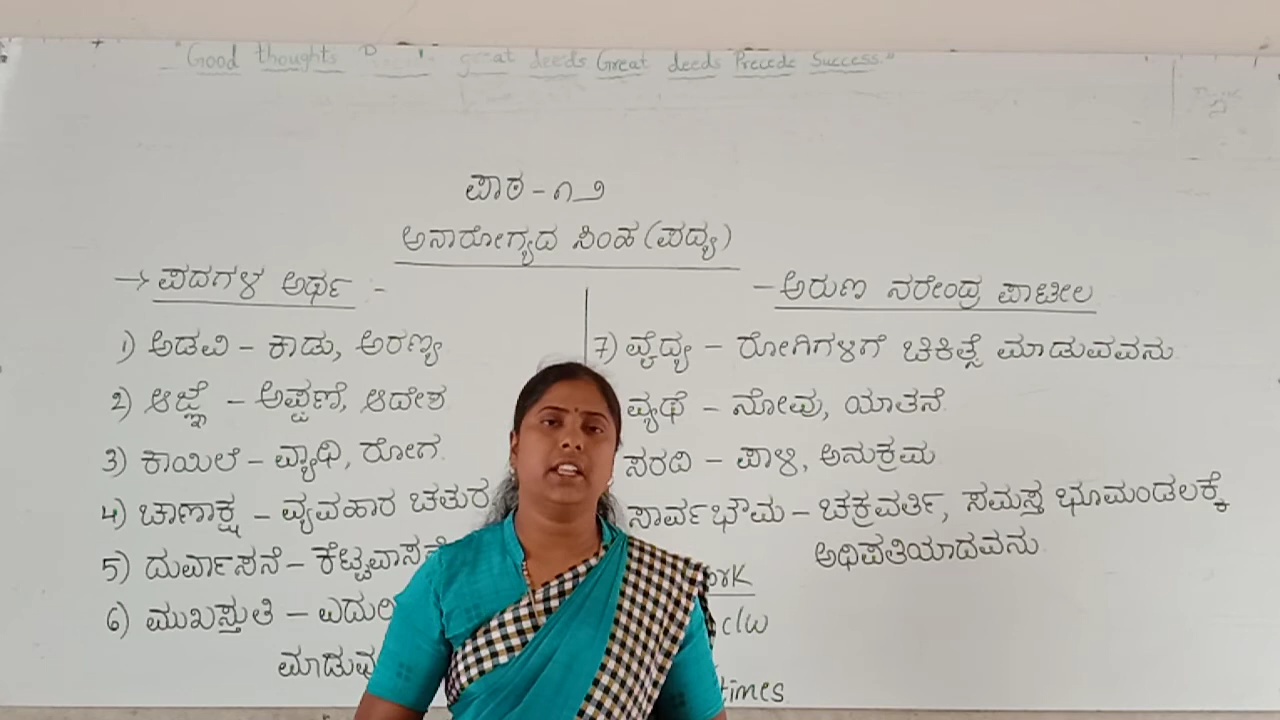 "Good thoughts great deeds Great deeds Precede Success."
ಪಾಠ - ೧೨
ಅನಾರೋಗ್ಯದ ಸಿಂಹ (ಪದ್ಯ)
- ಅರುಣ ನರೇಂದ್ರ ಪಾಟೀಲ
→ ಪದಗಳ ಅರ್ಥ :-
1) ಅಡವಿ - ಕಾಡು, ಅರಣ್ಯ
2) ಆಜ್ಞೆ - ಅಪ್ಪಣೆ, ಆದೇಶ
3) ಕಾಯಿಲೆ - ವ್ಯಾಧಿ, ರೋಗ.
4) ಚಾಣಾಕ್ಷ - ವ್ಯವಹಾರ ಚತುರ
5) ದುರ್ವಾಸನೆ - ಕೆಟ್ಟವಾಸನೆ
6) ಮುಖಸ್ತುತಿ -
7) ವೈದ್ಯ - ರೋಗಿಗಳಿಗೆ ಚಿಕಿತ್ಸೆ ಮಾಡುವವನು
ವ್ಯಥೆ - ನೋವು, ಯಾತನೆ
ಸರದಿ - ಪಾಳಿ, ಅನುಕ್ರಮ
ಸಾರ್ವಭೌಮ - ಚಕ್ರವರ್ತಿ, ಸಮಸ್ತ ಭೂಮಂಡಲಕ್ಕೆ
ಅಧಿಪತಿಯಾದವನು
c/w
times